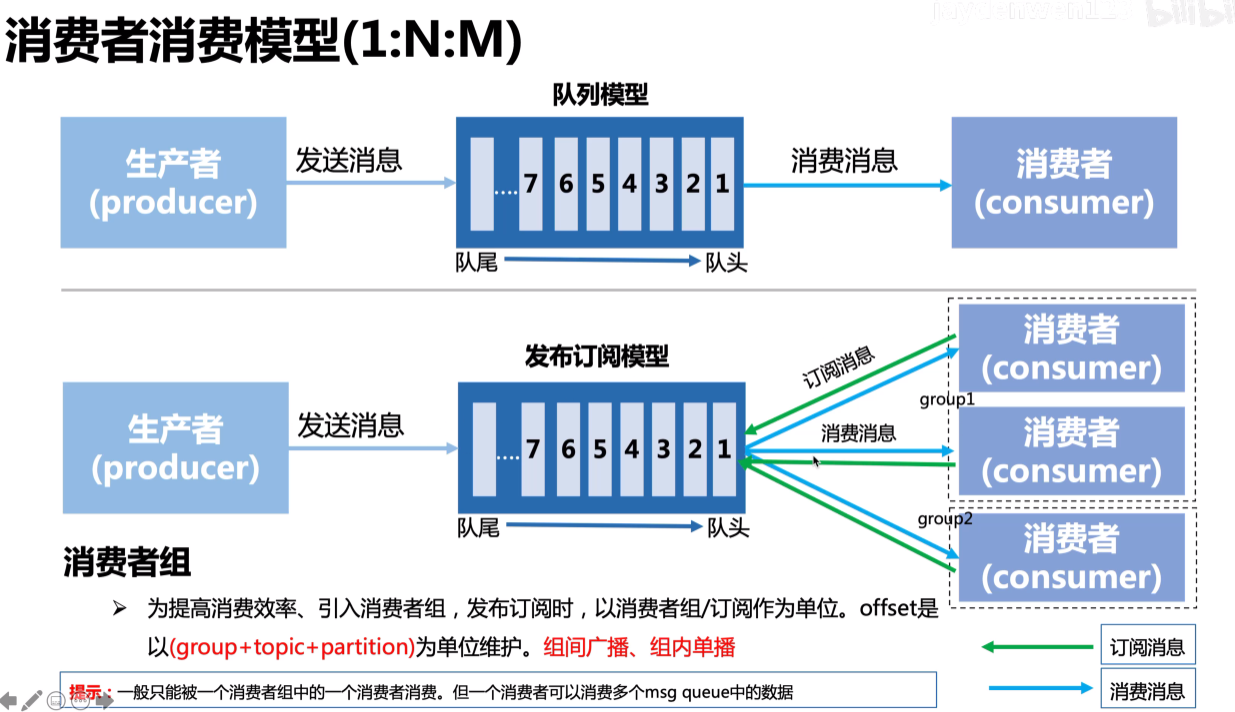 消费者消费模型(1:N:M)
队列模型
生产者
(producer)
发送消息
....
7 6 5 4 3 2 1
消费消息
消费者
(consumer)
队尾
队头
发布订阅模型
生产者
(producer)
发送消息
....
7 6 5 4 3 2 1
队尾
队头
订阅消息
消费消息
消费者
(consumer)
group1
消费者
(consumer)
group2
消费者
(consumer)
消费者组
为提高消费效率、引入消费者组，发布订阅时，以消费者组/订阅作为单位。offset是
以(group+topic+partition)为单位维护。组间广播、组内单播
订阅消息
消费消息
提示：一般只能被一个消费者组中的一个消费者消费。但一个消费者可以消费多个msg queue中的数据